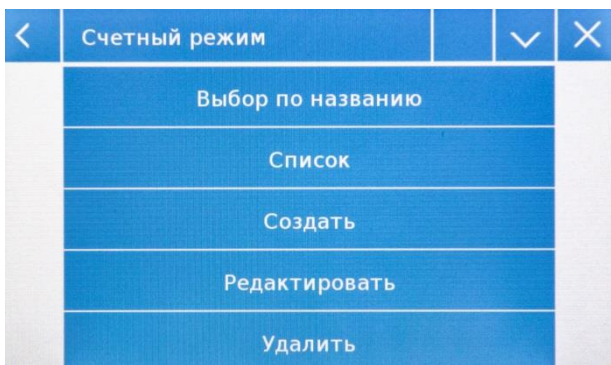 Счетный режим
Выбор по названию
Список
Создать
Редактировать
Удалить